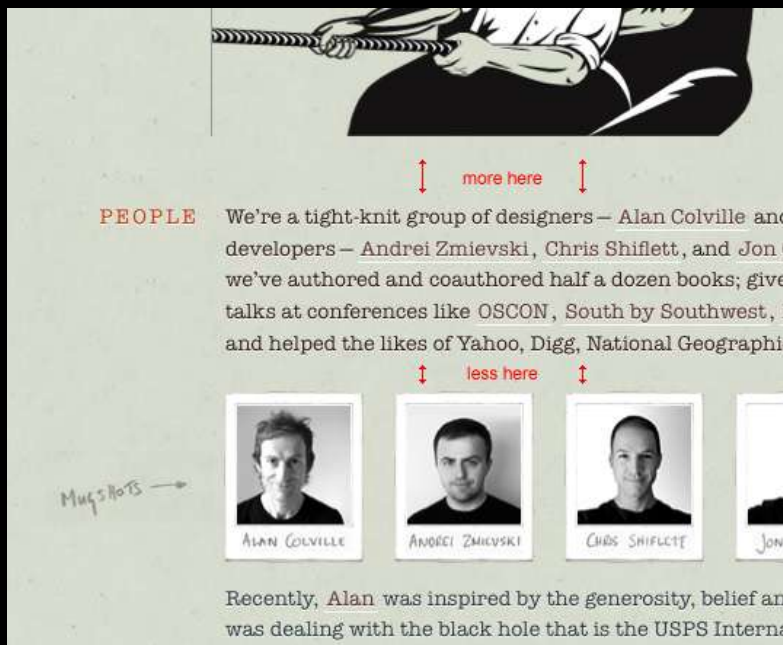 more here
PEOPLE
We're a tight-knit group of designers – Alan Colville and
developers – Andrei Zmievski, Chris Shiflett, and Jon
we've authored and coauthored half a dozen books; give
talks at conferences like OSCON, South by Southwest,
and helped the likes of Yahoo, Digg, National Geographi
less here
MUGSHOTS
ALAN COLVILLE
ANDREI ZMIEVSKI
CHRIS SHIFLETT
JON
Recently, Alan was inspired by the generosity, belief an
was dealing with the black hole that is the USPS Interna